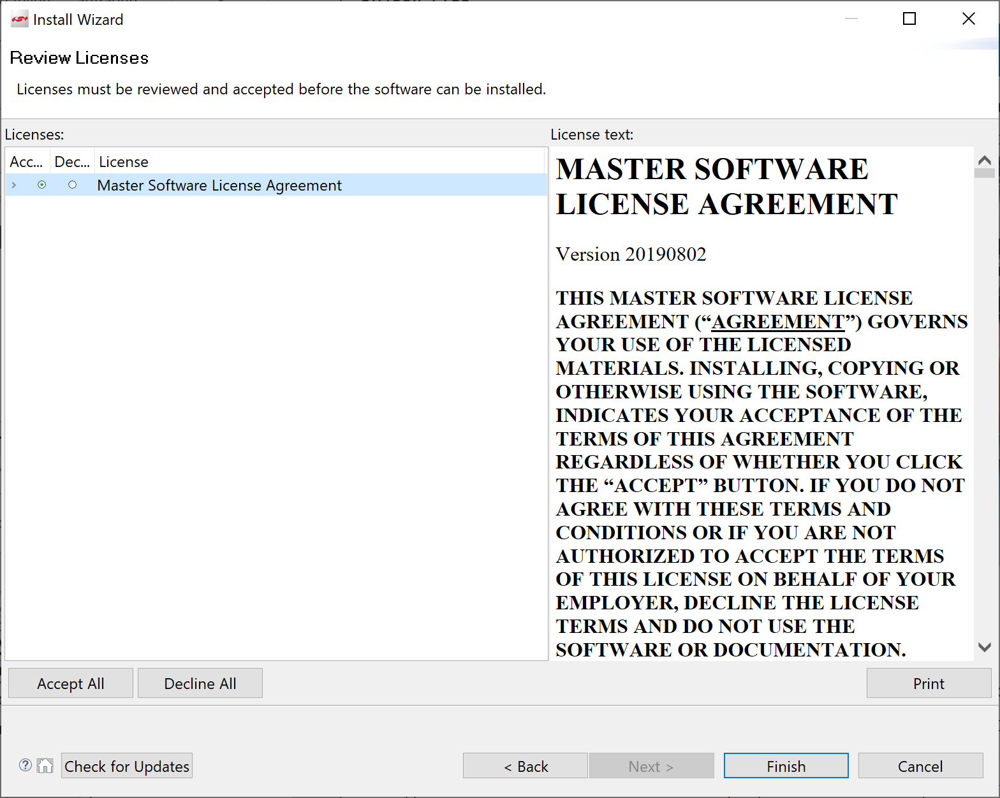 Install Wizard
Review Licenses
Licenses must be reviewed and accepted before the software can be installed.
Licenses:
Acc... Dec... License
Master Software License Agreement
License text:
MASTER SOFTWARE
LICENSE AGREEMENT
Version 20190802
THIS MASTER SOFTWARE LICENSE
AGREEMENT (“AGREEMENT”) GOVERNS
YOUR USE OF THE LICENSED
MATERIALS. INSTALLING, COPYING OR
OTHERWISE USING THE SOFTWARE,
INDICATES YOUR ACCEPTANCE OF THE
TERMS OF THIS AGREEMENT
REGARDLESS OF WHETHER YOU CLICK
THE “ACCEPT” BUTTON. IF YOU DO NOT
AGREE WITH THESE TERMS AND
CONDITIONS OR IF YOU ARE NOT
AUTHORIZED TO ACCEPT THE TERMS
OF THIS LICENSE ON BEHALF OF YOUR
EMPLOYER, DECLINE THE LICENSE
TERMS AND DO NOT USE THE
SOFTWARE OR DOCUMENTATION.
Accept All
Decline All
Print
?
Check for Updates
< Back
Next >
Finish
Cancel